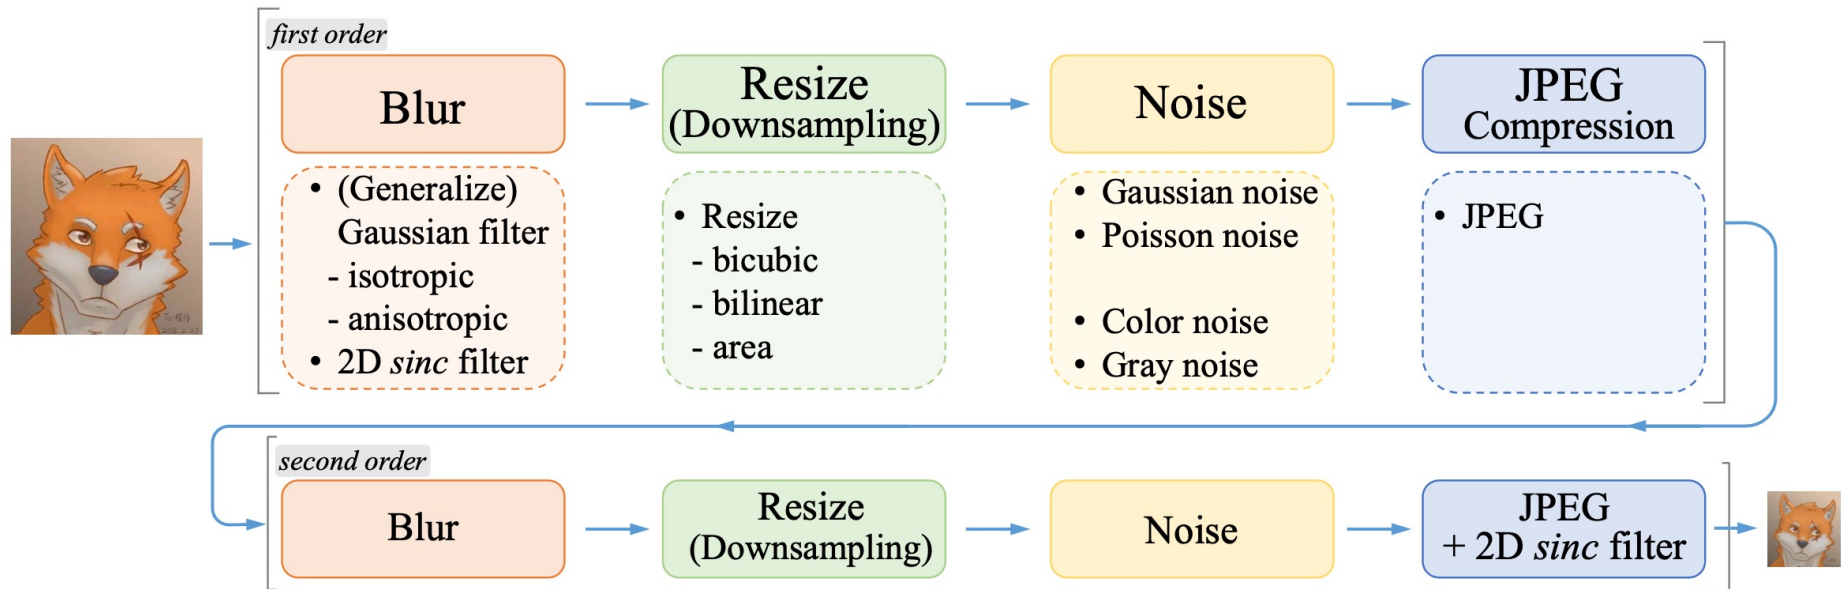 first order
Blur
Resize
(Downsampling)
Noise
JPEG
Compression
• (Generalize)
Gaussian filter
- isotropic
- anisotropic
• 2D sinc filter
• Resize
- bicubic
- bilinear
- area
• Gaussian noise
• Poisson noise
• Color noise
• Gray noise
• JPEG
second order
Blur
Resize
(Downsampling)
Noise
JPEG
+ 2D sinc filter